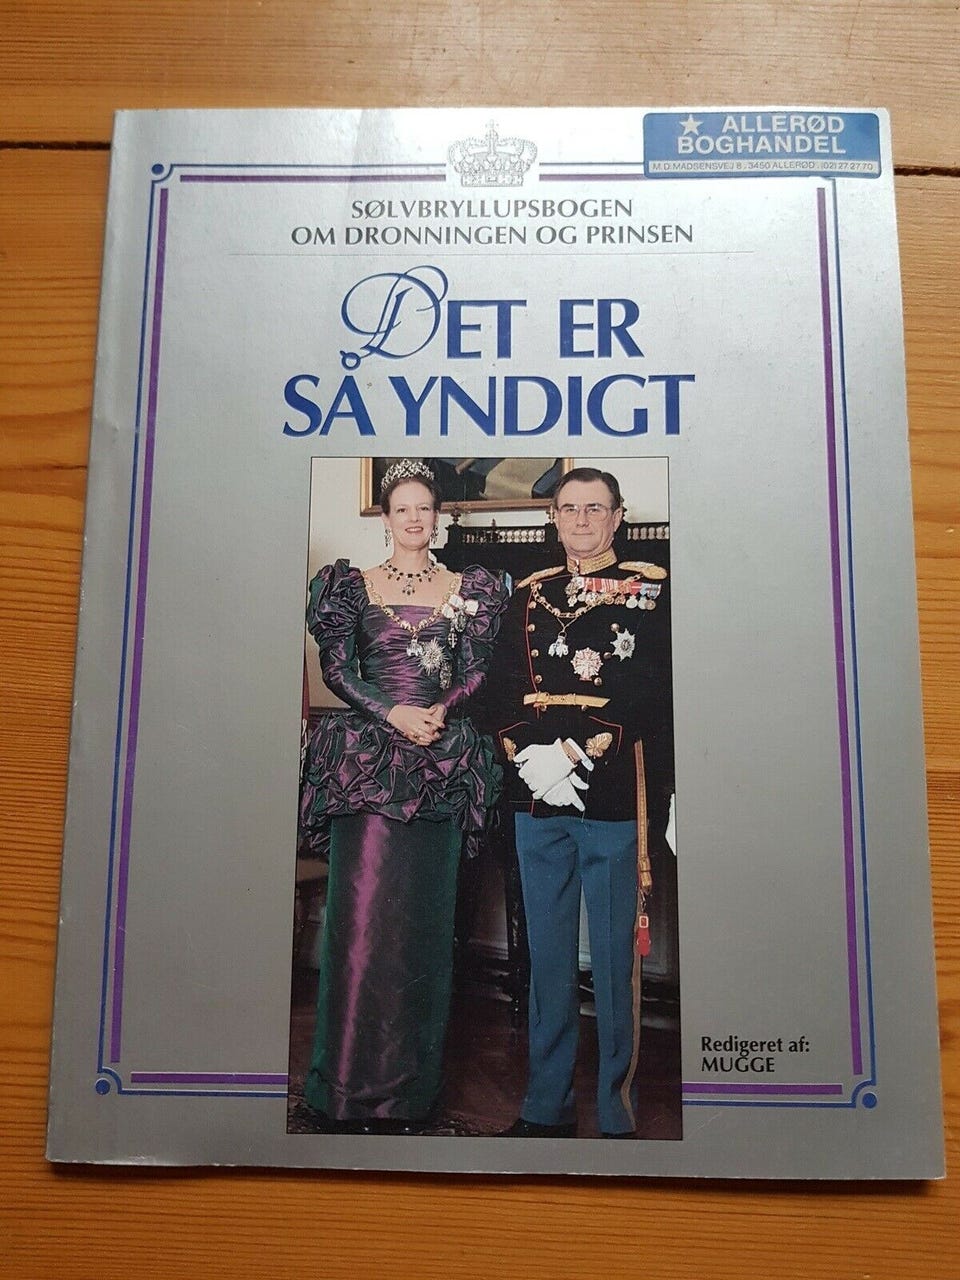 ★ ALLERØD
BOGHANDEL
M.D.MADSENSVEJ 8, 3450 ALLERØD. (02) 27 27 70
SØLVBRYLLUPSBOGEN
OM DRONNINGEN OG PRINSEN
DET ER
SÅ YNDIGT
Redigeret af:
MUGGE